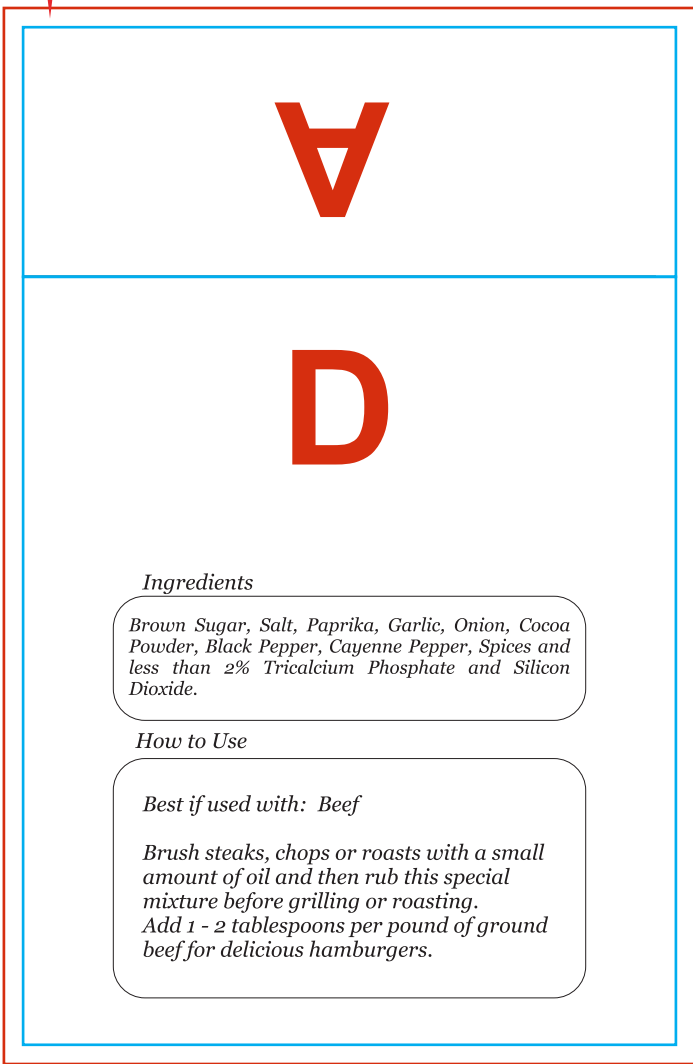 A
D
Ingredients
Brown Sugar, Salt, Paprika, Garlic, Onion, Cocoa
Powder, Black Pepper, Cayenne Pepper, Spices and
less than 2% Tricalcium Phosphate and Silicon
Dioxide.
How to Use
Best if used with: Beef
Brush steaks, chops or roasts with a small
amount of oil and then rub this special
mixture before grilling or roasting.
Add 1 - 2 tablespoons per pound of ground
beef for delicious hamburgers.